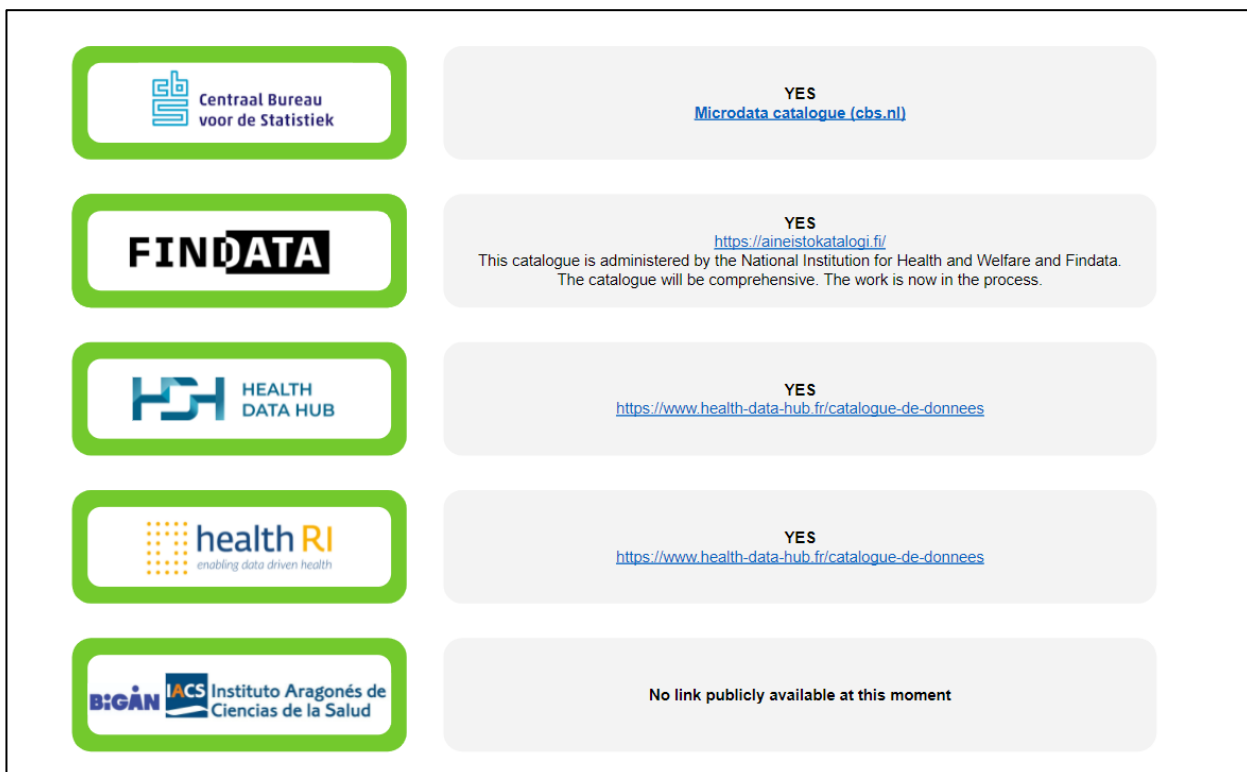 Centraal Bureau
voor de Statistiek
YES
Microdata catalogue (cbs.nl)
FINDATA
YES
https://aineistokatalogi.fi/
This catalogue is administered by the National Institution for Health and Welfare and Findata.
The catalogue will be comprehensive. The work is now in the process.
HEALTH
DATA HUB
YES
https://www.health-data-hub.fr/catalogue-de-donnees
health RI
enabling data driven health
YES
https://www.health-data-hub.fr/catalogue-de-donnees
BIGAN IACS Instituto Aragonés de
Ciencias de la Salud
No link publicly available at this moment